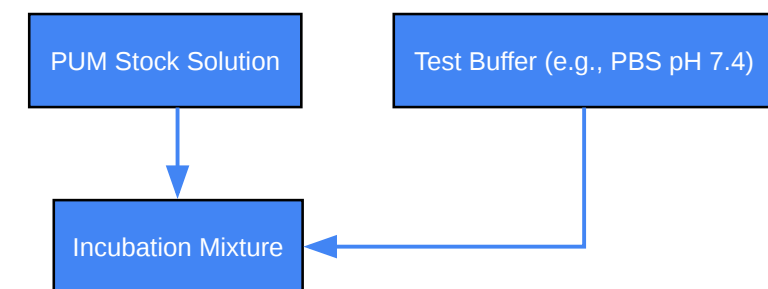 PUM Stock Solution
Test Buffer (e.g., PBS pH 7.4)
Incubation Mixture